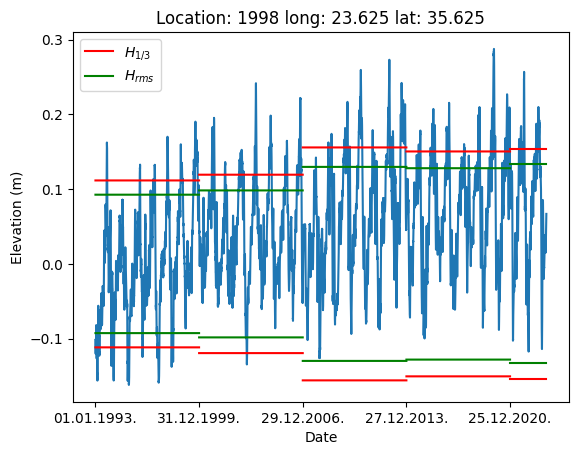 Location: 1998 long: 23.625 lat: 35.625
0.3
0.2
0.1
0.0
−0.1
Elevation (m)
H1/3
Hrms
01.01.1993.
31.12.1999.
29.12.2006.
27.12.2013.
25.12.2020.
Date